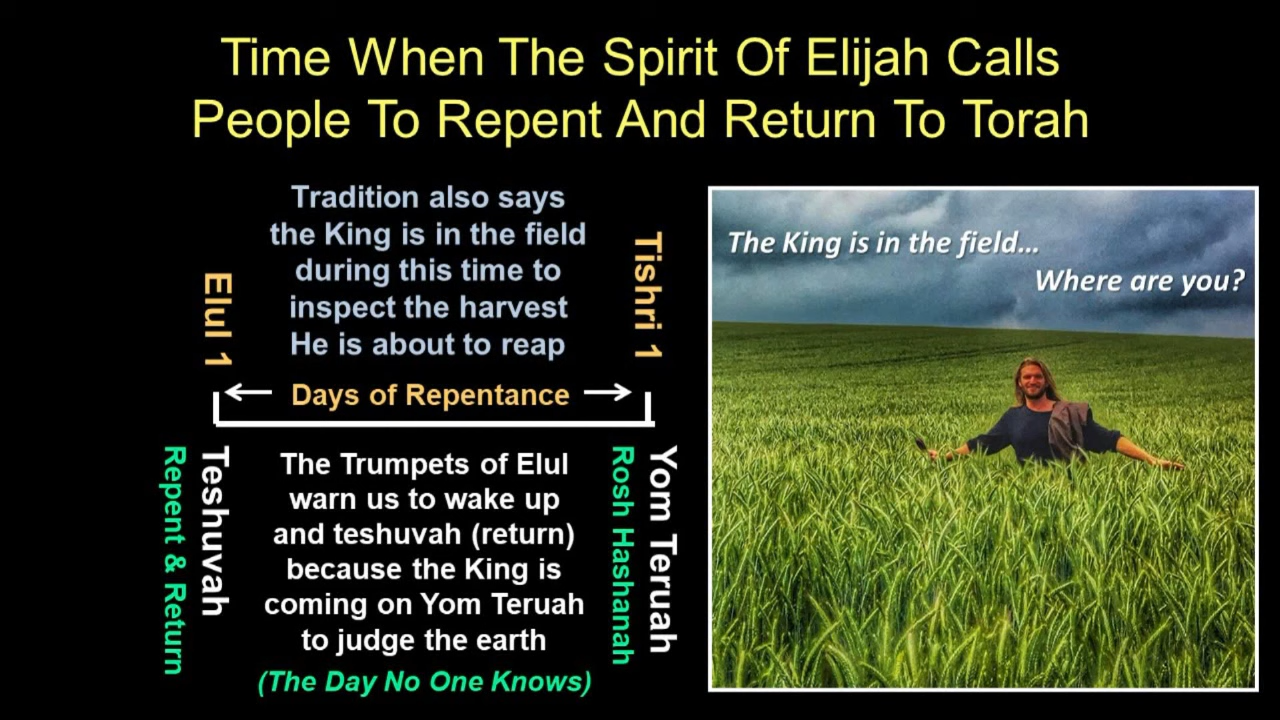 Time When The Spirit Of Elijah Calls
People To Repent And Return To Torah
Tradition also says
the King is in the field
during this time to
inspect the harvest
He is about to reap
Elul 1
Tishri 1
Days of Repentance
Teshuvah
Repent & Return
The Trumpets of Elul
warn us to wake up
and teshuvah (return)
because the King is
coming on Yom Teruah
to judge the earth
(The Day No One Knows)
Yom Teruah
Rosh Hashanah
The King is in the field...
Where are you?